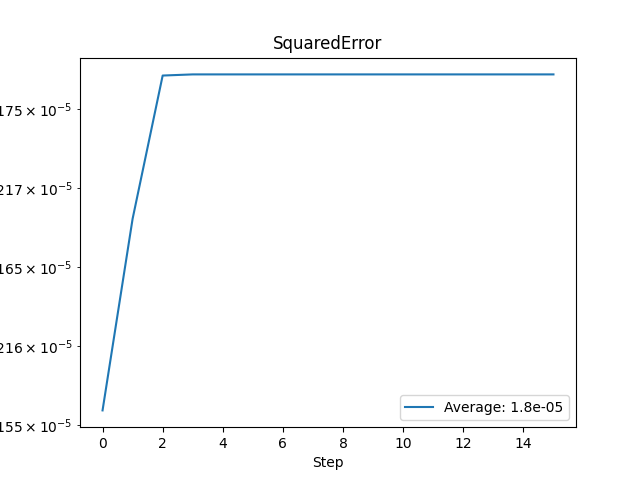 SquaredError
175 × 10⁻⁵
217 × 10⁻⁵
165 × 10⁻⁵
216 × 10⁻⁵
155 × 10⁻⁵
Average: 1.8e-05
0 2 4 6 8 10 12 14
Step